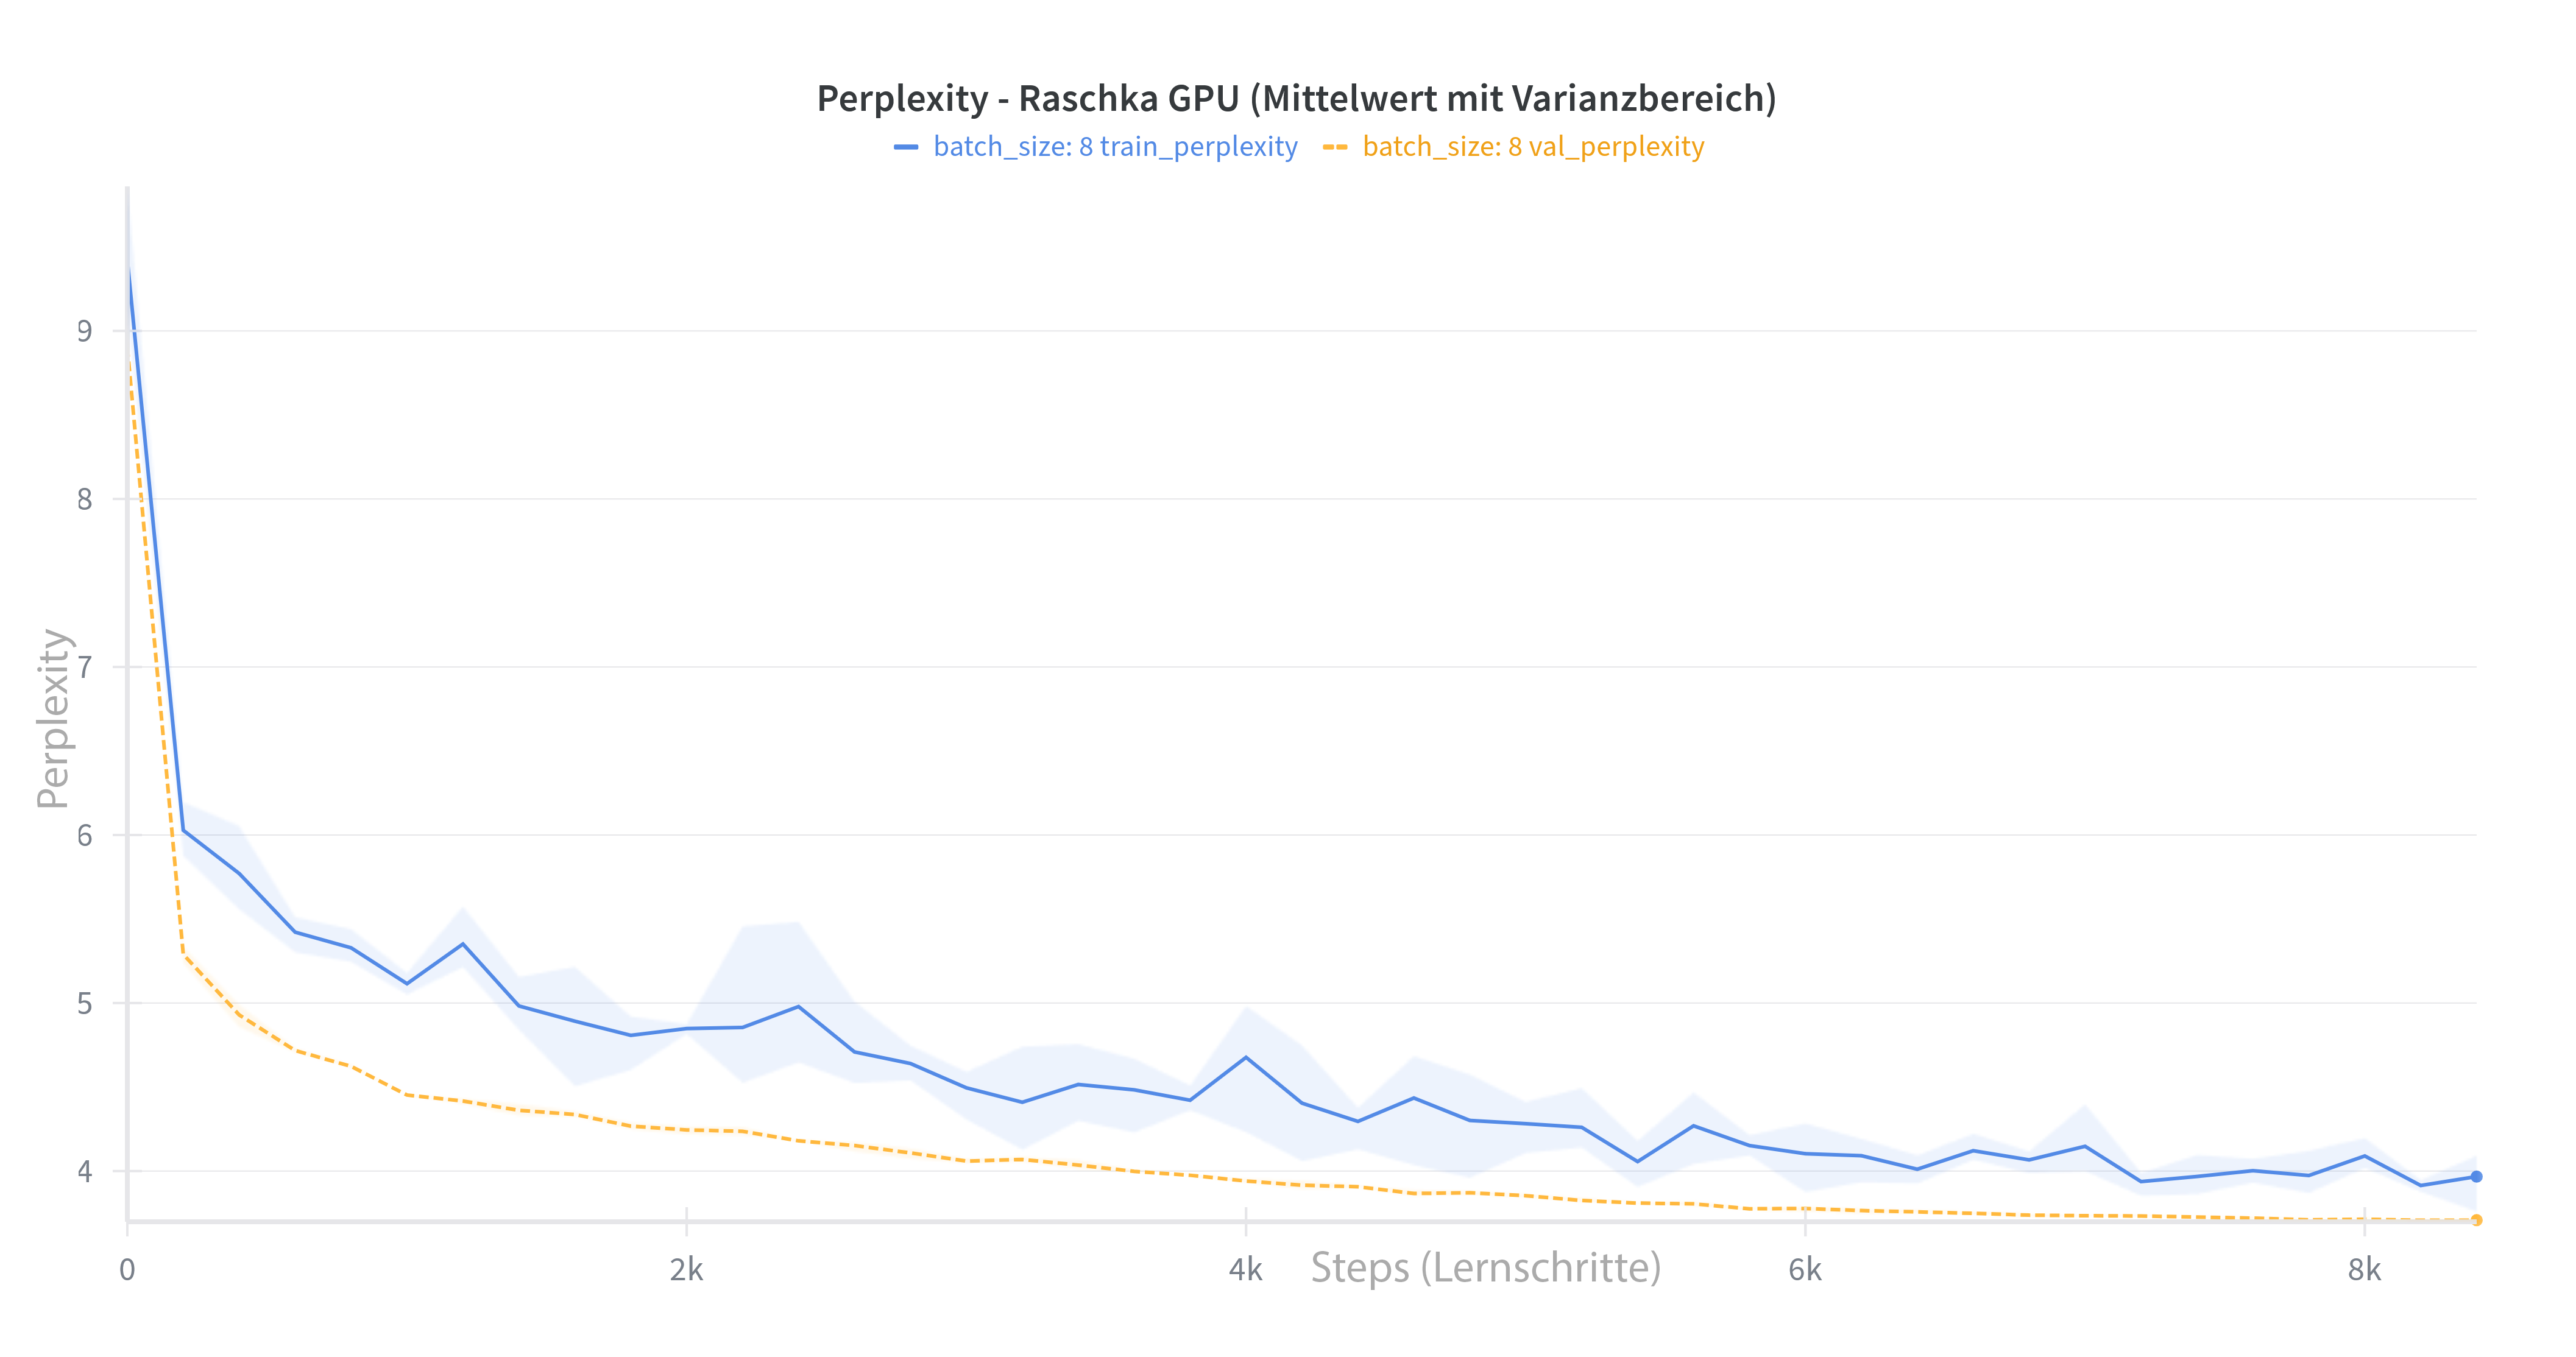 Perplexity - Raschka GPU (Mittelwert mit Varianzbereich)
batch_size: 8 train_perplexity batch_size: 8 val_perplexity
9
8
7
6
5
4
Perplexity
0 2k 4k 6k 8k
Steps (Lernschritte)